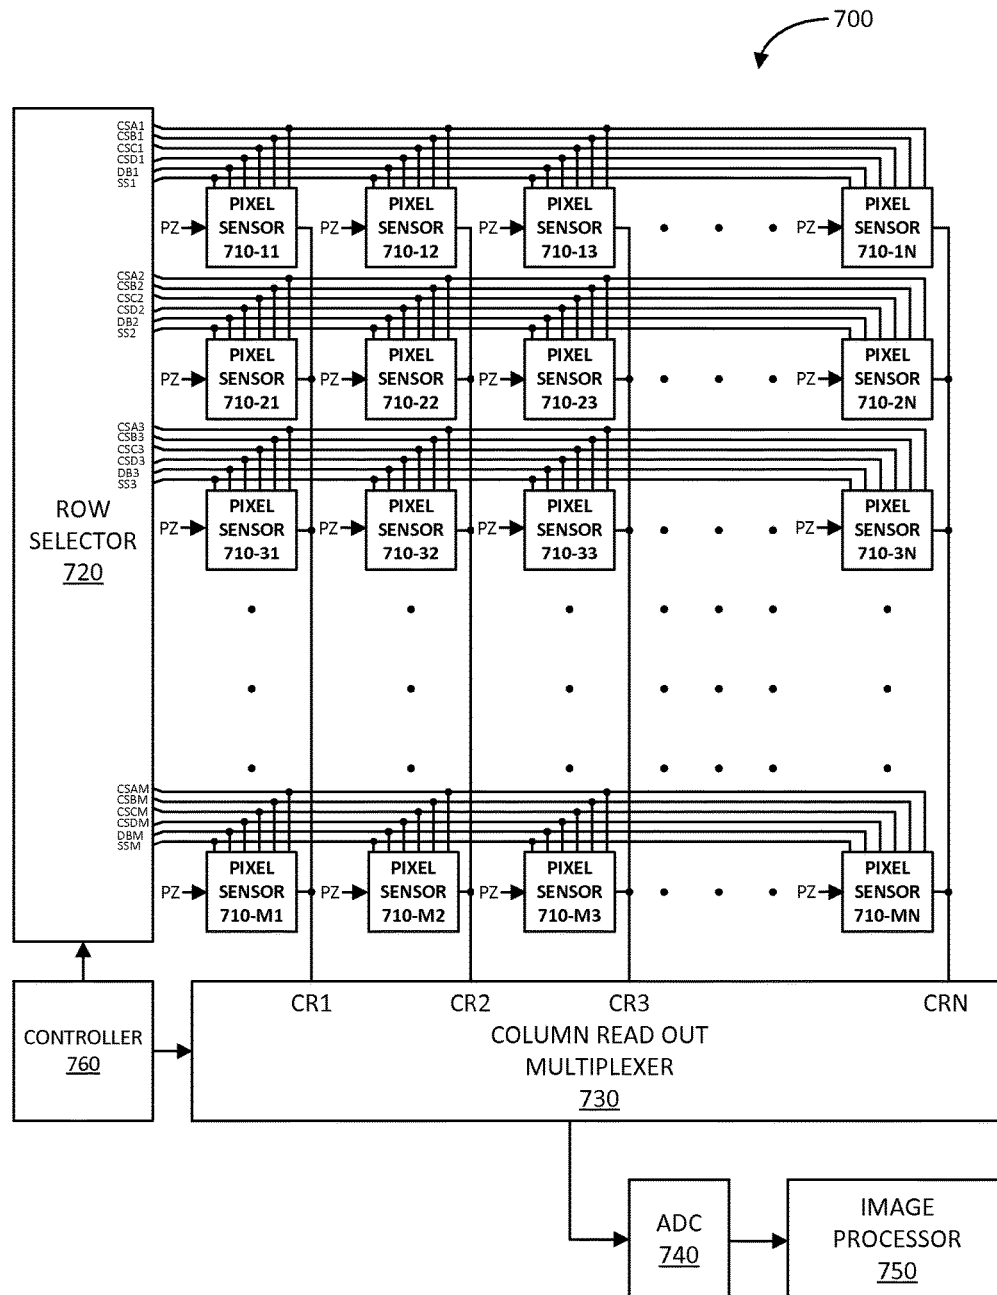 700
CSA1
CSB1
CSC1
CSD1
DB1
SS1
PZ PIXEL SENSOR 710-11
PZ PIXEL SENSOR 710-12
PZ PIXEL SENSOR 710-13
PZ PIXEL SENSOR 710-1N
CSA2
CSB2
CSC2
CSD2
DB2
SS2
PZ PIXEL SENSOR 710-21
PZ PIXEL SENSOR 710-22
PZ PIXEL SENSOR 710-23
PZ PIXEL SENSOR 710-2N
CSA3
CSB3
CSC3
CSD3
DB3
SS3
PZ PIXEL SENSOR 710-31
PZ PIXEL SENSOR 710-32
PZ PIXEL SENSOR 710-33
PZ PIXEL SENSOR 710-3N
ROW
SELECTOR
720
CSAM
CSBM
CSCM
CSDM
DBM
SSM
PZ PIXEL SENSOR 710-M1
PZ PIXEL SENSOR 710-M2
PZ PIXEL SENSOR 710-M3
PZ PIXEL SENSOR 710-MN
CONTROLLER
760
CR1 CR2 CR3 CRN
COLUMN READ OUT
MULTIPLEXER
730
ADC
740
IMAGE
PROCESSOR
750